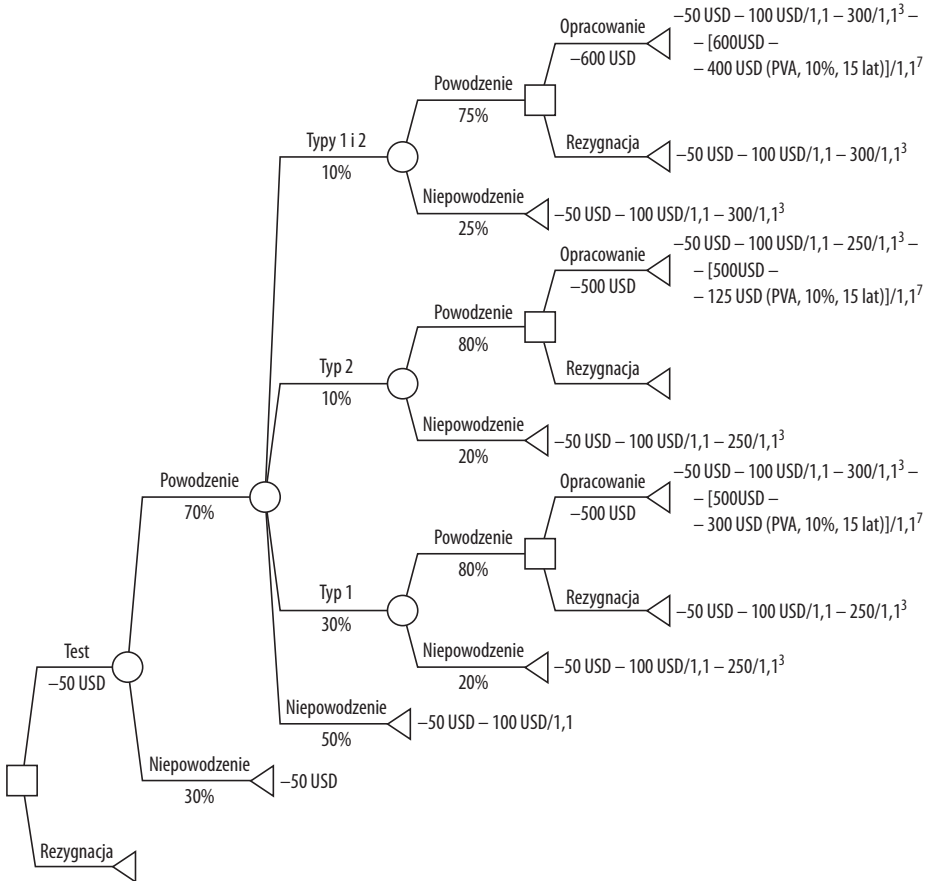 Opracowanie
–600 USD
–50 USD – 100 USD/1,1 – 300/1,1³ –
– [600USD –
– 400 USD (PVA, 10%, 15 lat)]/1,1⁷
Powodzenie
75%
Typy 1 i 2
10%
Rezygnacja
–50 USD – 100 USD/1,1 – 300/1,1³
Niepowodzenie
25%
–50 USD – 100 USD/1,1 – 300/1,1³
Opracowanie
–500 USD
–50 USD – 100 USD/1,1 – 250/1,1³ –
– [500USD –
– 125 USD (PVA, 10%, 15 lat)]/1,1⁷
Powodzenie
80%
Typ 2
10%
Rezygnacja
Niepowodzenie
20%
–50 USD – 100 USD/1,1 – 250/1,1³
Powodzenie
70%
Opracowanie
–500 USD
–50 USD – 100 USD/1,1 – 300/1,1³ –
– [500USD –
– 300 USD (PVA, 10%, 15 lat)]/1,1⁷
Powodzenie
80%
Typ 1
30%
Rezygnacja
–50 USD – 100 USD/1,1 – 250/1,1³
Niepowodzenie
20%
–50 USD – 100 USD/1,1 – 250/1,1³
Test
–50 USD
Niepowodzenie
50%
–50 USD – 100 USD/1,1
Niepowodzenie
30%
–50 USD
Rezygnacja